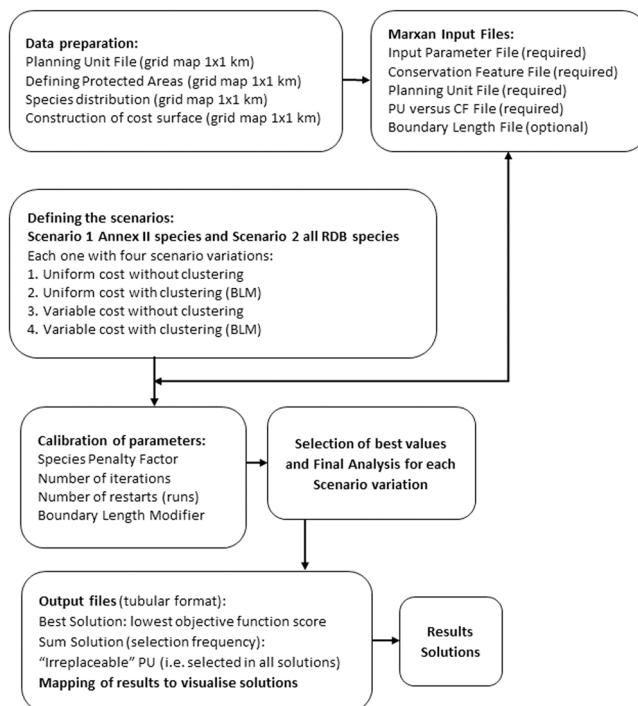 Data preparation:
Planning Unit File (grid map 1x1 km)
Defining Protected Areas (grid map 1x1 km)
Species distribution (grid map 1x1 km)
Construction of cost surface (grid map 1x1 km)
Marxan Input Files:
Input Parameter File (required)
Conservation Feature File (required)
Planning Unit File (required)
PU versus CF File (required)
Boundary Length File (optional)
Defining the scenarios:
Scenario 1 Annex II species and Scenario 2 all RDB species
Each one with four scenario variations:
1. Uniform cost without clustering
2. Uniform cost with clustering (BLM)
3. Variable cost without clustering
4. Variable cost with clustering (BLM)
Calibration of parameters:
Species Penalty Factor
Number of iterations
Number of restarts (runs)
Boundary Length Modifier
Selection of best values
and Final Analysis for each
Scenario variation
Output files (tubular format):
Best Solution: lowest objective function score
Sum Solution (selection frequency):
“Irreplaceable” PU (i.e. selected in all solutions)
Mapping of results to visualise solutions
Results
Solutions